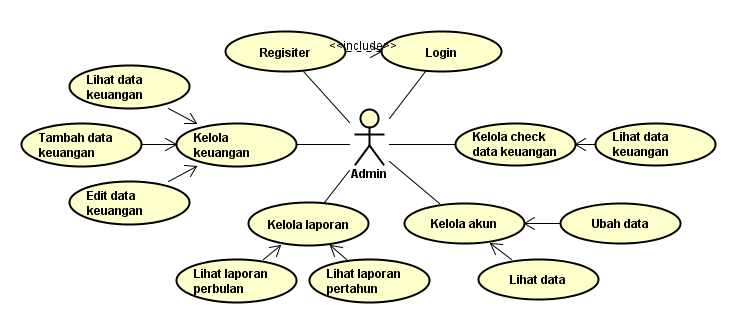 Regisiter
<<include>>
Login
Lihat data
keuangan
Tambah data
keuangan
Kelola
keuangan
Edit data
keuangan
Admin
Kelola check
data keuangan
Lihat data
keuangan
Kelola laporan
Kelola akun
Ubah data
Lihat laporan
perbulan
Lihat laporan
pertahun
Lihat data